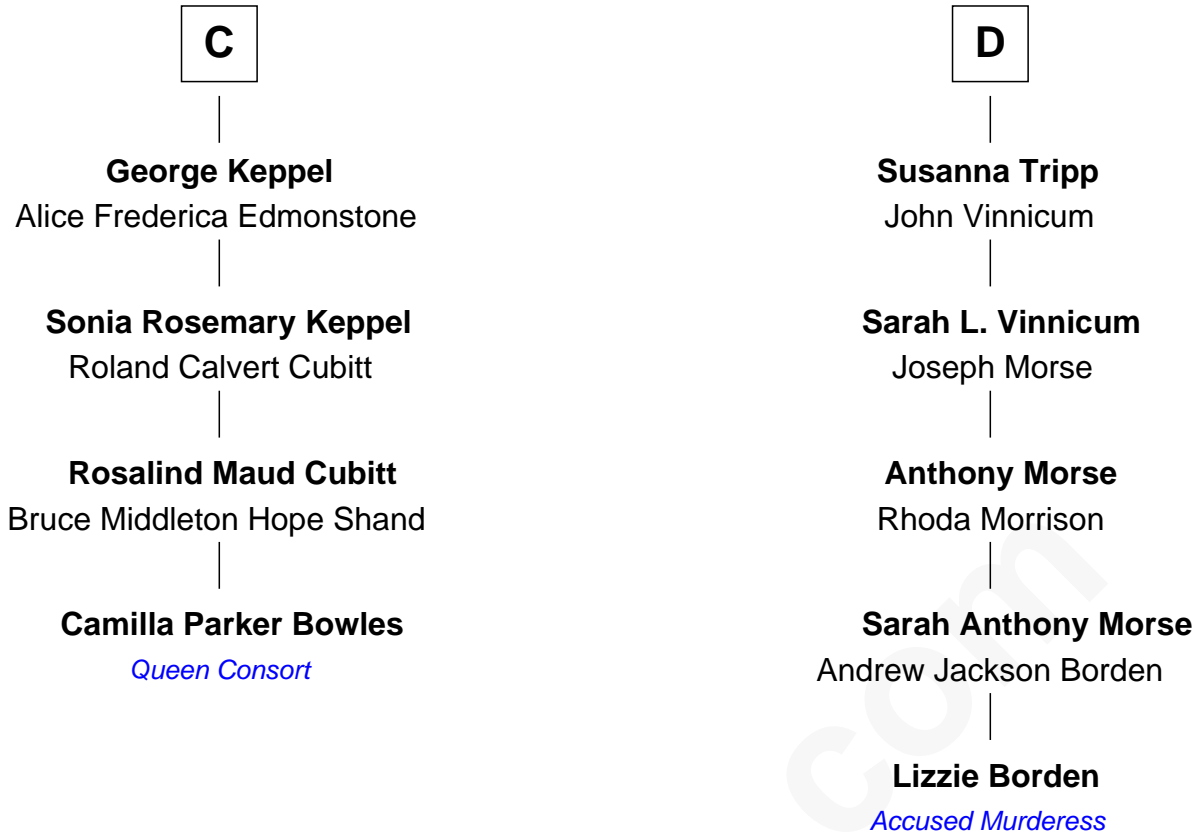 C
George Keppel
Alice Frederica Edmonstone
Sonia Rosemary Keppel
Roland Calvert Cubitt
Rosalind Maud Cubitt
Bruce Middleton Hope Shand
Camilla Parker Bowles
Queen Consort
D
Susanna Tripp
John Vinnicum
Sarah L. Vinnicum
Joseph Morse
Anthony Morse
Rhoda Morrison
Sarah Anthony Morse
Andrew Jackson Borden
Lizzie Borden
Accused Murderess
com